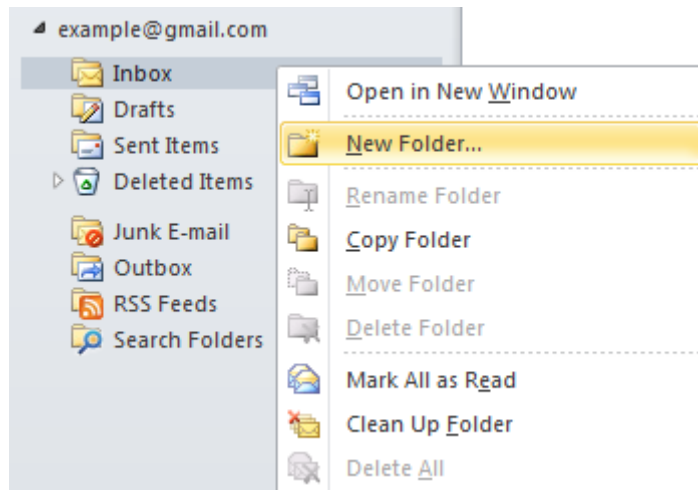 example@gmail.com
Inbox
Drafts
Sent Items
Deleted Items
Junk E-mail
Outbox
RSS Feeds
Search Folders
Open in New Window
New Folder...
Rename Folder
Copy Folder
Move Folder
Delete Folder
Mark All as Read
Clean Up Folder
Delete All